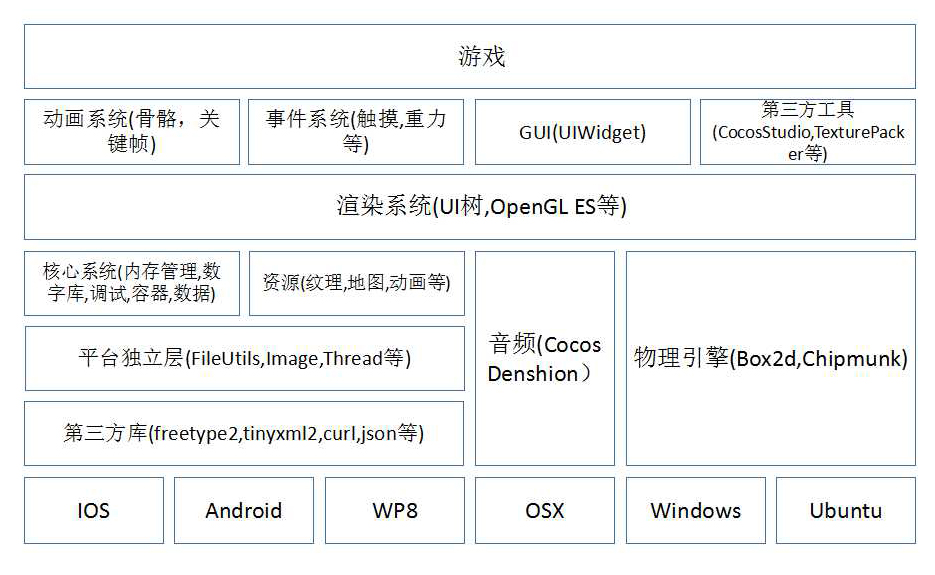 游戏
动画系统(骨骼，关
键帧)
事件系统(触摸,重力
等)
GUI(UIWidget)
第三方工具
(CocosStudio,TexturePack
er等)
渲染系统(UI树,OpenGL ES等)
核心系统(内存管理,数
字库,调试,容器,数据)
资源(纹理,地图,动画等)
音频(Cocos
Denshion）
物理引擎(Box2d,Chipmunk)
平台独立层(FileUtils,Image,Thread等)
第三方库(freetype2,tinyxml2,curl,json等)
IOS
Android
WP8
OSX
Windows
Ubuntu